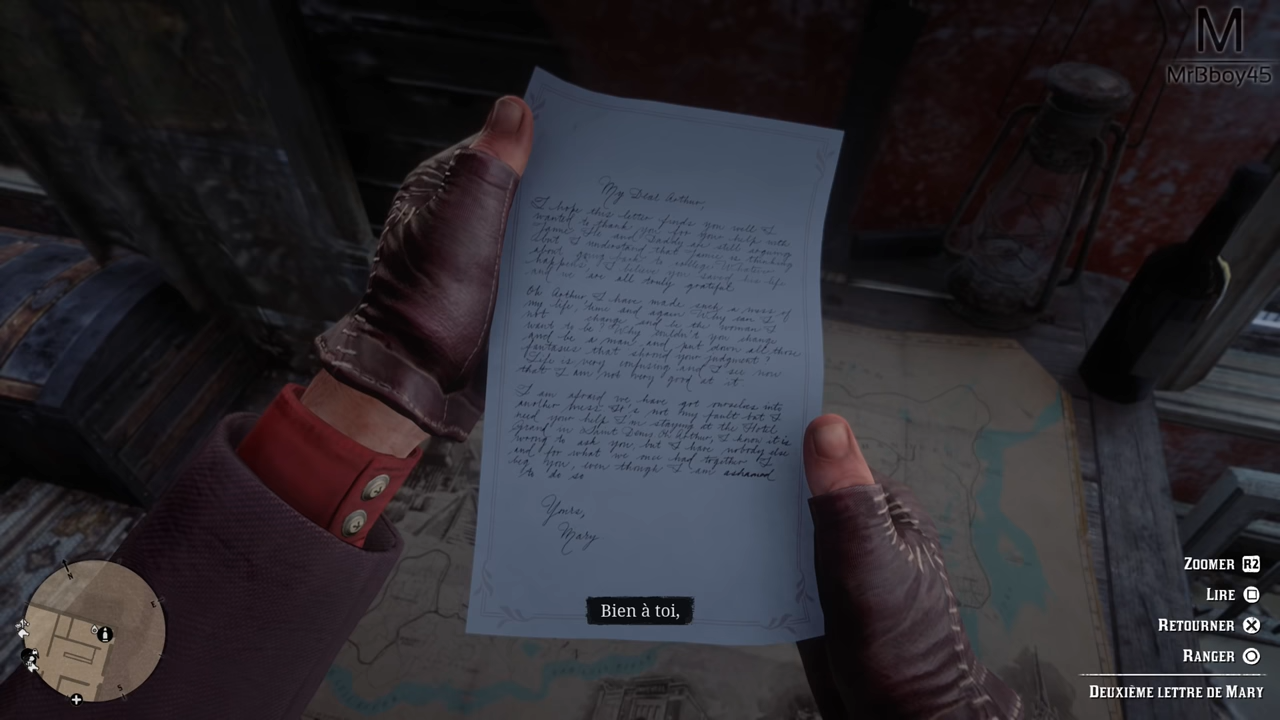 M
MrBboy45
My Dear Arthur,
I hope this letter finds you well. I
wanted to thank you for your help with
Jamie. He and Daddy are still arguing
but I understand that Jamie is thinking
about going back to college. Whatever
happens, I believe you saved his life
and we are all truly grateful.
Oh Arthur I have made such a mess of
my life, time and again. Why can I
not change and be the woman I
want to be? Why couldn't you change
and be a man and put down all those
fantasies that shroud your judgment?
Life is very confusing and I see now
that I am not very good at it.
I am afraid we have got ourselves into
another mess. It's not my fault but I
need your help. I'm staying at the Hotel
Grand in Saint Denis. Oh Arthur, I know it is
wrong to ask you, but I have nobody else
and for what we once had together I
beg you, even though I am ashamed
to do so.
Yours,
Mary
Bien à toi,
ZOOMER R2
LIRE
RETOURNER
RANGER
DEUXIÈME LETTRE DE MARY